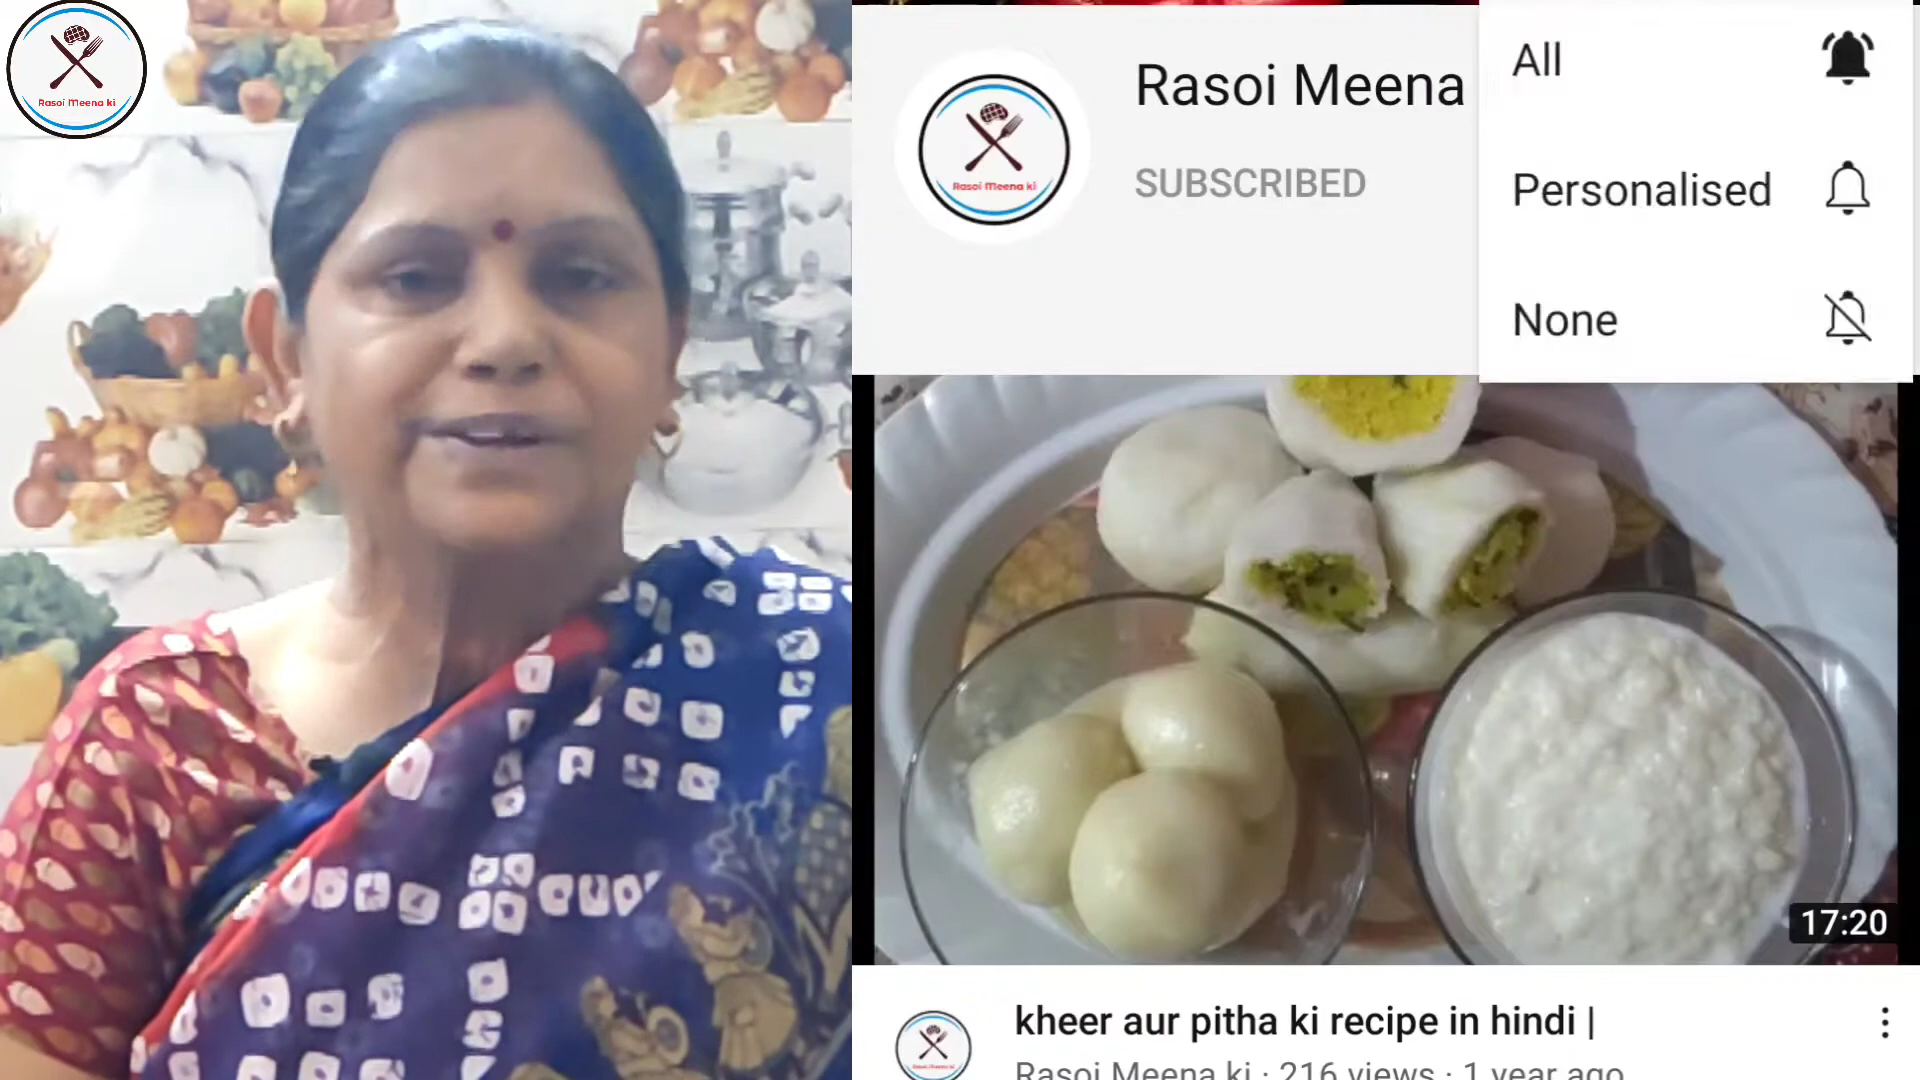 Rasoi Meena ki
Rasoi Meena
SUBSCRIBED
Rasoi Meena ki
All
Personalised
None
17:20
kheer aur pitha ki recipe in hindi |
Rasoi Meena ki · 216 views · 1 year ago